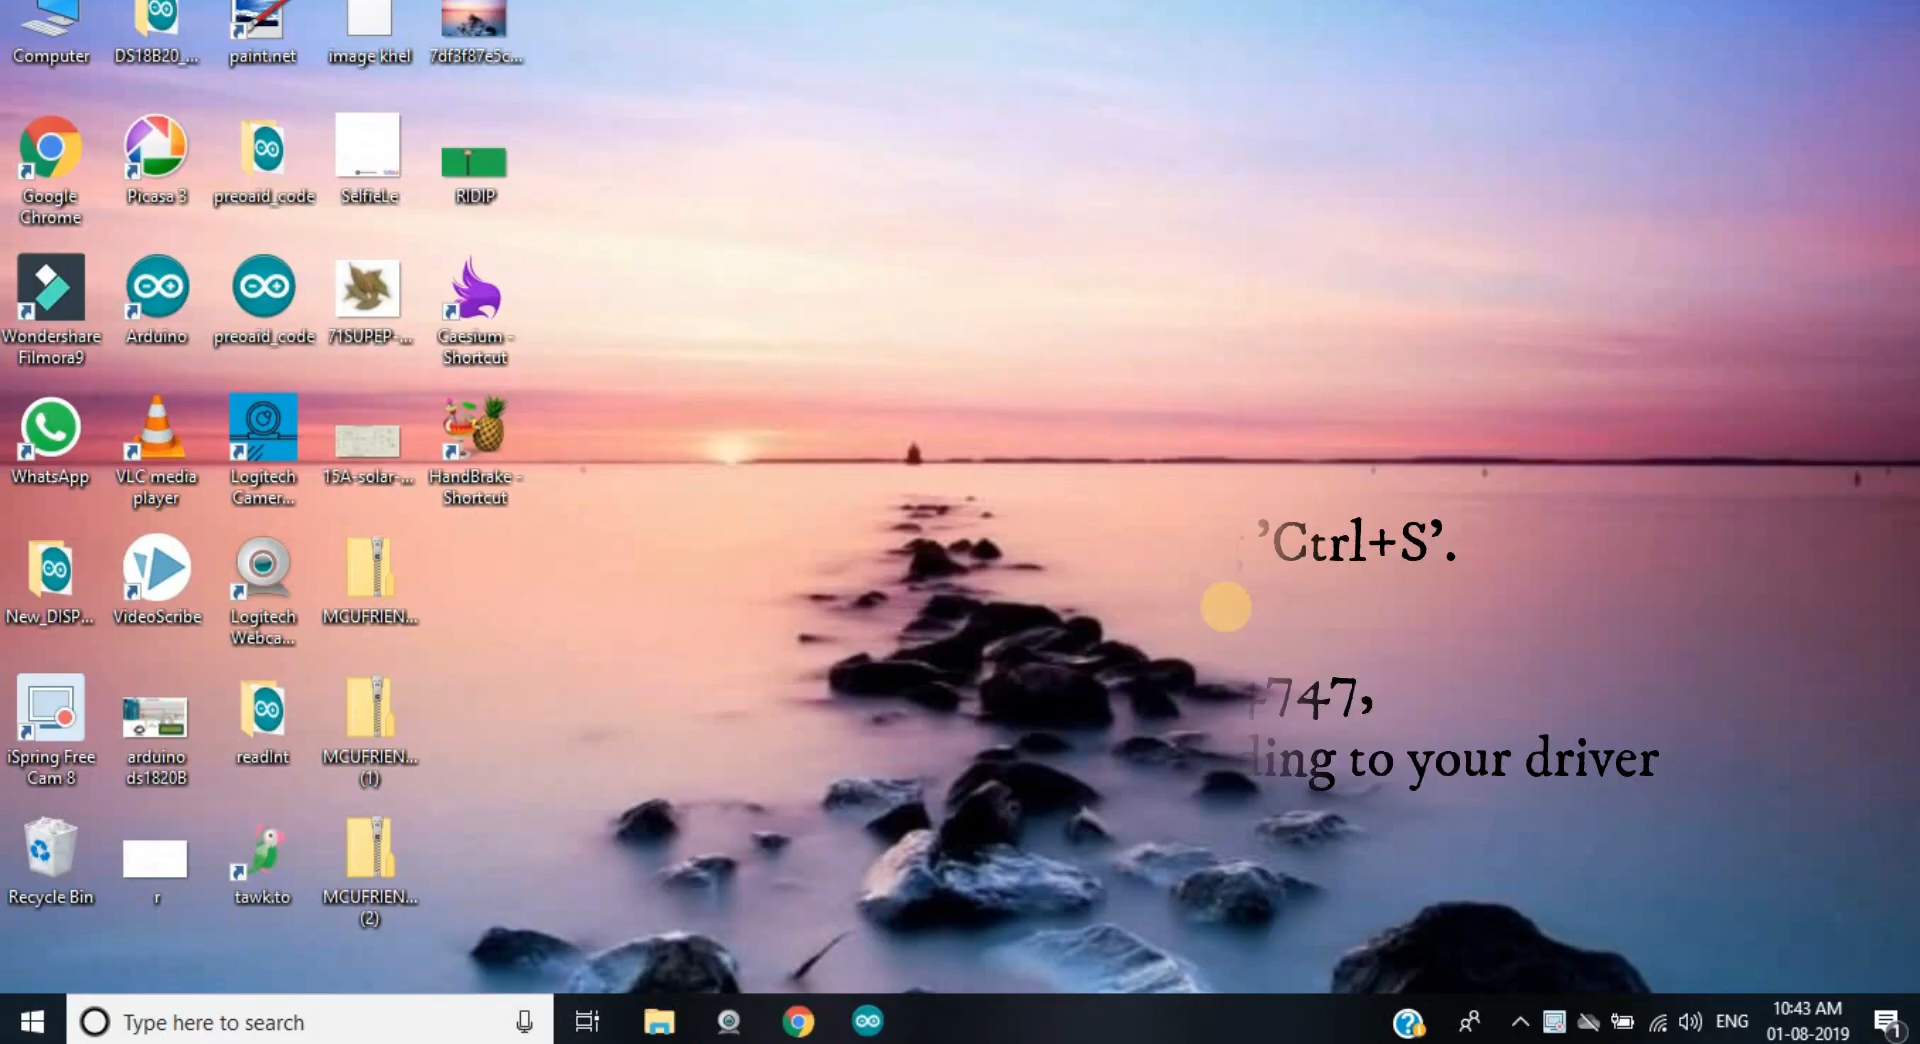 Computer
DS18B20_...
paint.net
image khel
7df3f87e5c...
Google
Chrome
Picasa 3
preoaid_code
SelfieLe
RIDIP
Wondershare
Filmora9
Arduino
preoaid_code
71SUPEP-...
Caesium -
Shortcut
WhatsApp
VLC media
player
Logitech
Camer...
15A-solar-...
HandBrake -
Shortcut
'Ctrl+S'.
New_DISP...
VideoScribe
Logitech
Webca...
MCUFRIEN...
747,
ding to your driver
iSpring Free
Cam 8
arduino
ds1820B
readInt
MCUFRIEN...
(1)
Recycle Bin
r
tawk.to
MCUFRIEN...
(2)
Type here to search
ENG
10:43 AM
01-08-2019
1